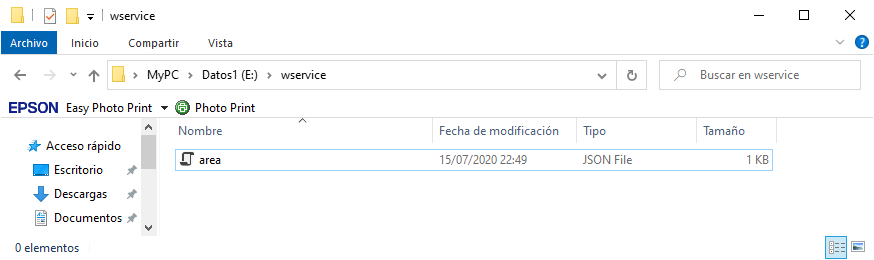 wservice
Archivo Inicio Compartir Vista
MyPC Datos1 (E:) wservice Buscar en wservice
EPSON Easy Photo Print Photo Print
Nombre Fecha de modificación Tipo Tamaño
Acceso rápido
area 15/07/2020 22:49 JSON File 1 KB
Escritorio
Descargas
Documentos
0 elementos